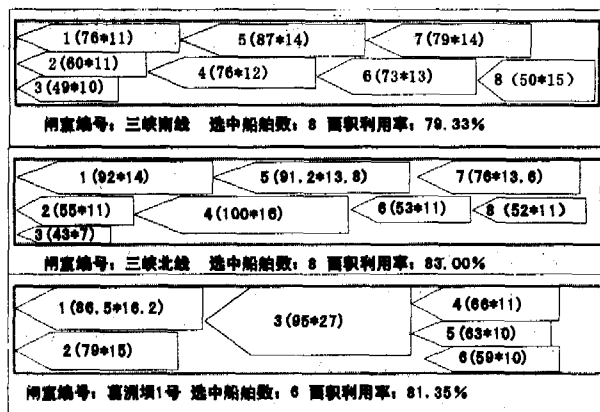 1(76*11) 5(87*14) 7(79*14)
2(60*11) 4(76*12) 6(73*13) 8(50*15)
3(49*10)
闸室编号：三峡南线 选中船舶数：8 面积利用率：79.33%
1(92*14) 5(91.2*13.8) 7(76*13.6)
2(55*11) 4(100*16) 6(53*11) 8(52*11)
3(43*7)
闸室编号：三峡北线 选中船舶数：8 面积利用率：83.00%
1(86.5*16.2) 3(95*27) 4(66*11)
5(63*10)
2(79*15) 6(59*10)
闸室编号：葛洲坝1号 选中船舶数：6 面积利用率：81.35%